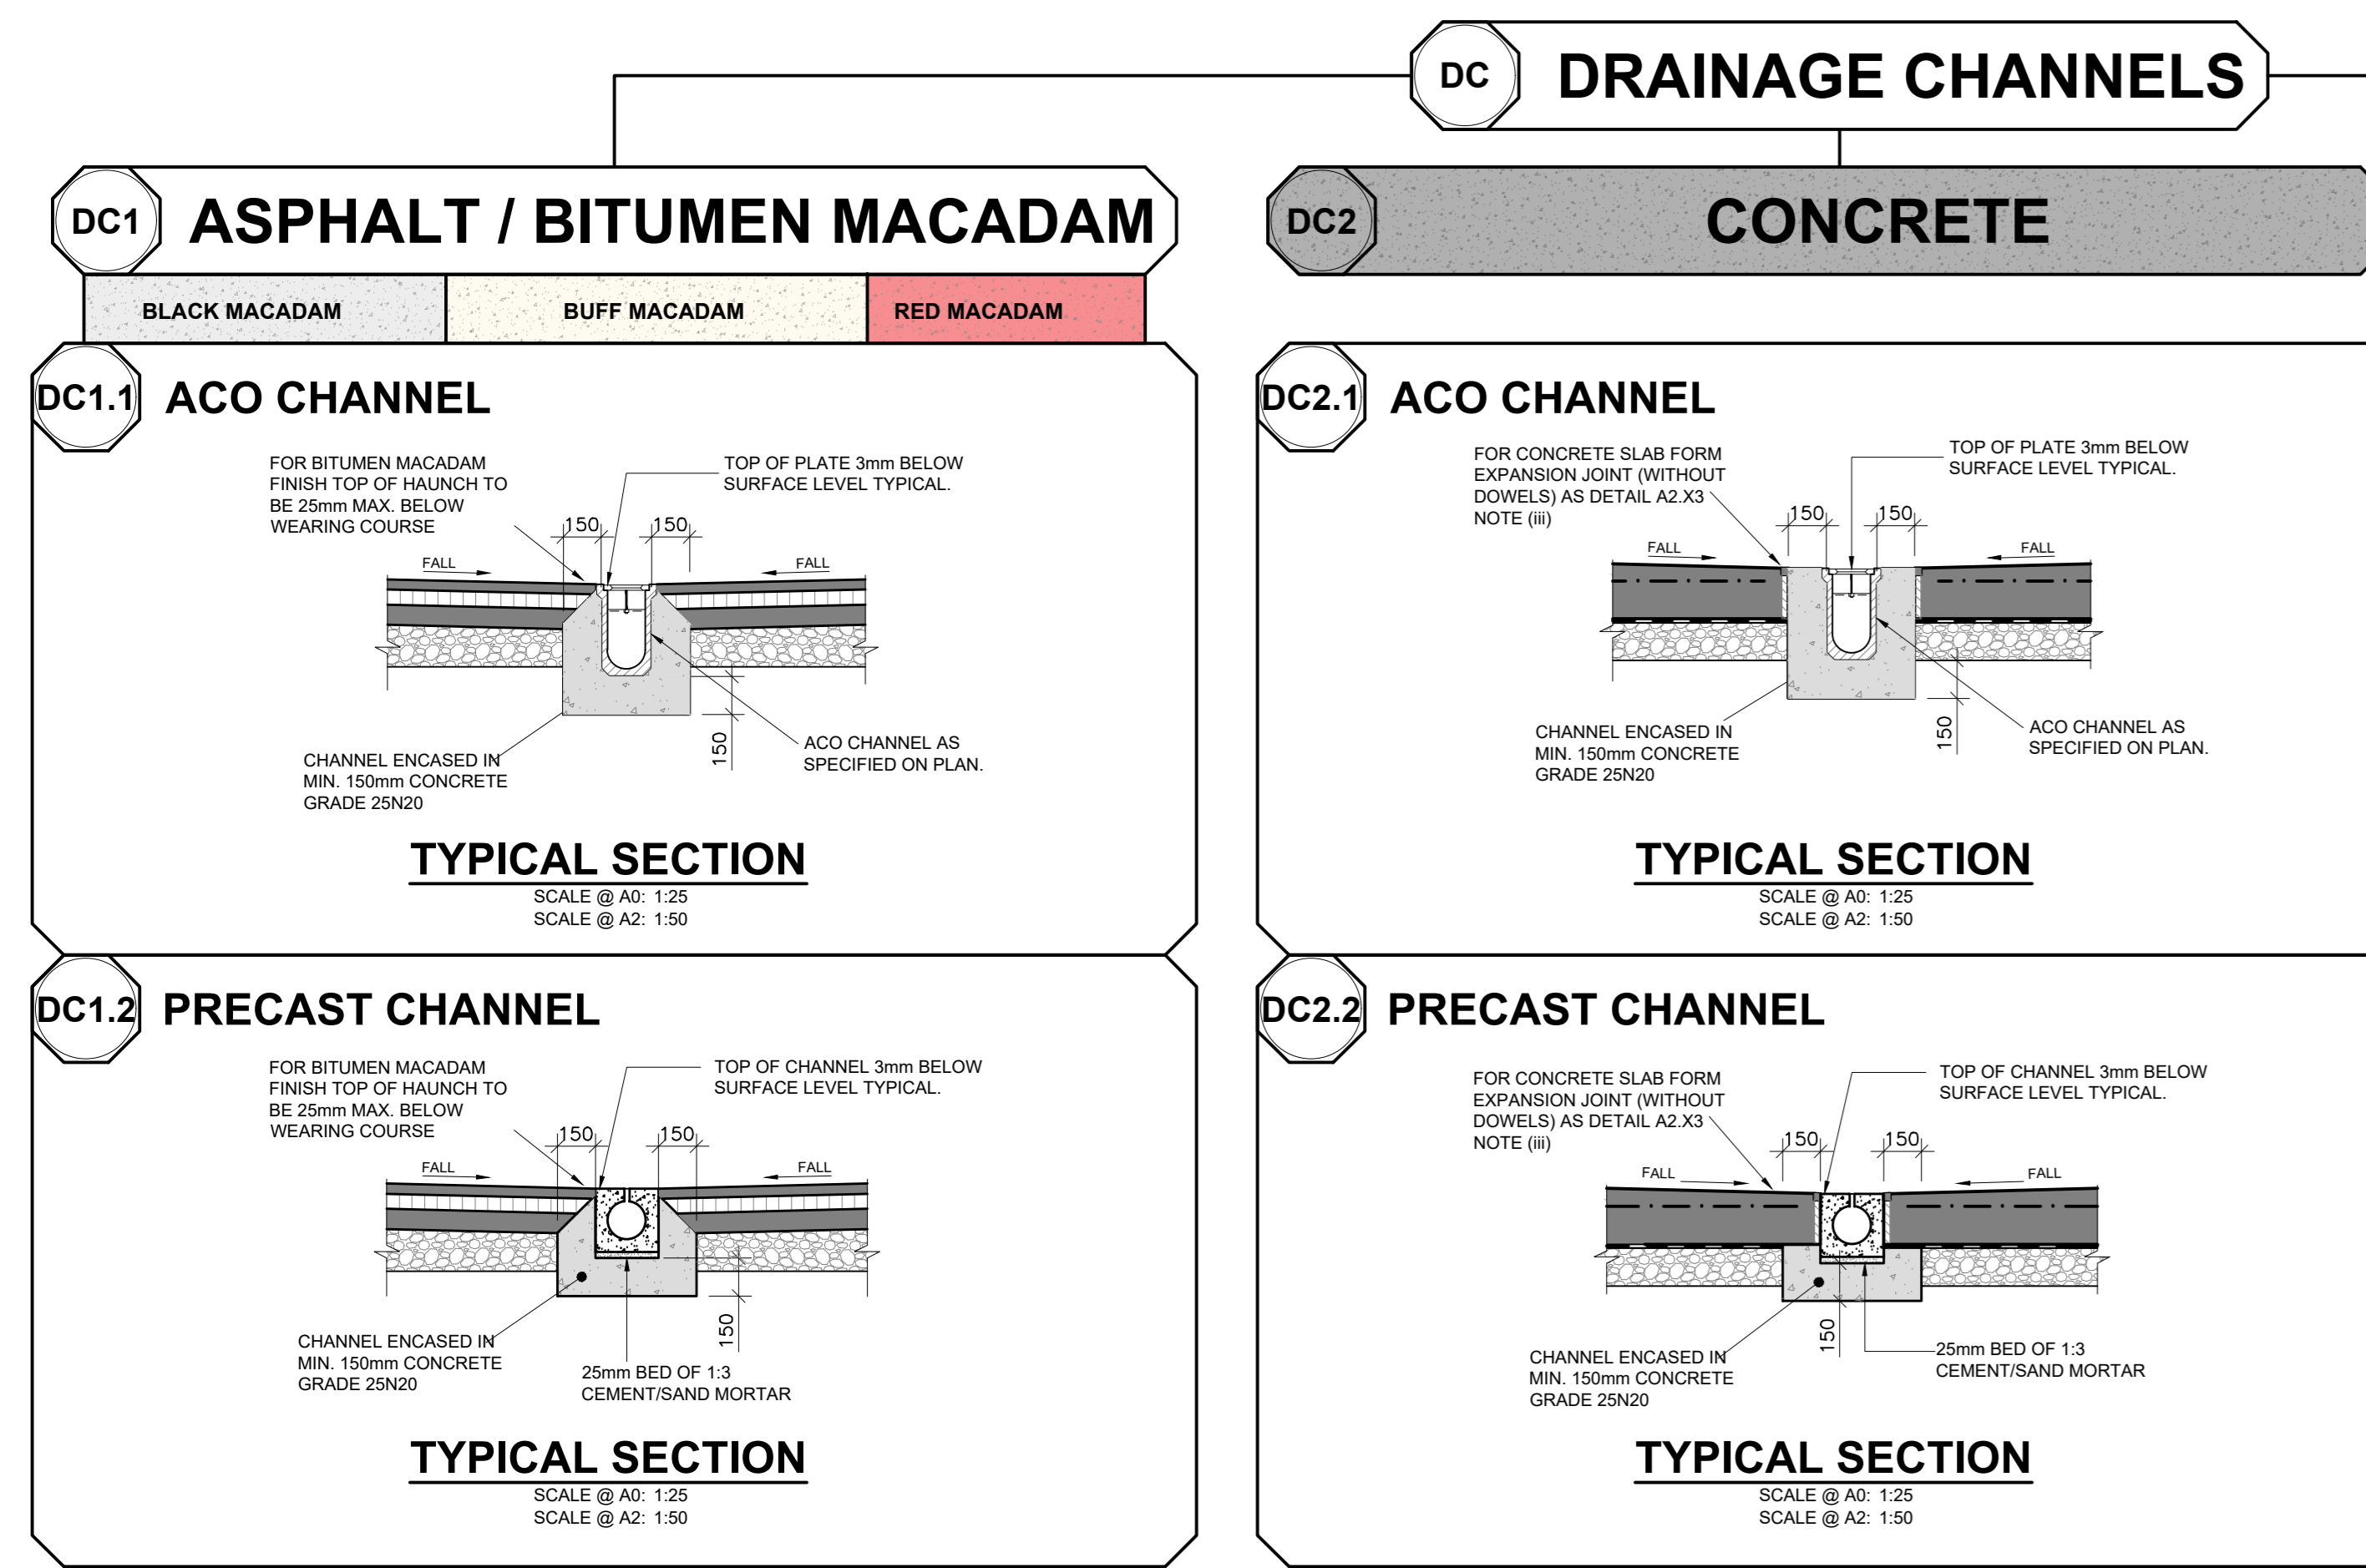 DC DRAINAGE CHANNELS
DC1 ASPHALT / BITUMEN MACADAM
BLACK MACADAM
BUFF MACADAM
RED MACADAM
DC2 CONCRETE
DC1.1 ACO CHANNEL
FOR BITUMEN MACADAM
FINISH TOP OF HAUNCH TO
BE 25mm MAX. BELOW
WEARING COURSE
TOP OF PLATE 3mm BELOW
SURFACE LEVEL TYPICAL.
150
150
FALL
FALL
150
CHANNEL ENCASED IN
MIN. 150mm CONCRETE
GRADE 25N20
ACO CHANNEL AS
SPECIFIED ON PLAN.
TYPICAL SECTION
SCALE @ A0: 1:25
SCALE @ A2: 1:50
DC2.1 ACO CHANNEL
FOR CONCRETE SLAB FORM
EXPANSION JOINT (WITHOUT
DOWELS) AS DETAIL A2.X3
NOTE (iii)
TOP OF PLATE 3mm BELOW
SURFACE LEVEL TYPICAL.
150
150
FALL
FALL
150
CHANNEL ENCASED IN
MIN. 150mm CONCRETE
GRADE 25N20
ACO CHANNEL AS
SPECIFIED ON PLAN.
TYPICAL SECTION
SCALE @ A0: 1:25
SCALE @ A2: 1:50
DC1.2 PRECAST CHANNEL
FOR BITUMEN MACADAM
FINISH TOP OF HAUNCH TO
BE 25mm MAX. BELOW
WEARING COURSE
TOP OF CHANNEL 3mm BELOW
SURFACE LEVEL TYPICAL.
150
150
FALL
FALL
150
CHANNEL ENCASED IN
MIN. 150mm CONCRETE
GRADE 25N20
25mm BED OF 1:3
CEMENT/SAND MORTAR
TYPICAL SECTION
SCALE @ A0: 1:25
SCALE @ A2: 1:50
DC2.2 PRECAST CHANNEL
FOR CONCRETE SLAB FORM
EXPANSION JOINT (WITHOUT
DOWELS) AS DETAIL A2.X3
NOTE (iii)
TOP OF CHANNEL 3mm BELOW
SURFACE LEVEL TYPICAL.
150
150
FALL
FALL
150
CHANNEL ENCASED IN
MIN. 150mm CONCRETE
GRADE 25N20
25mm BED OF 1:3
CEMENT/SAND MORTAR
TYPICAL SECTION
SCALE @ A0: 1:25
SCALE @ A2: 1:50